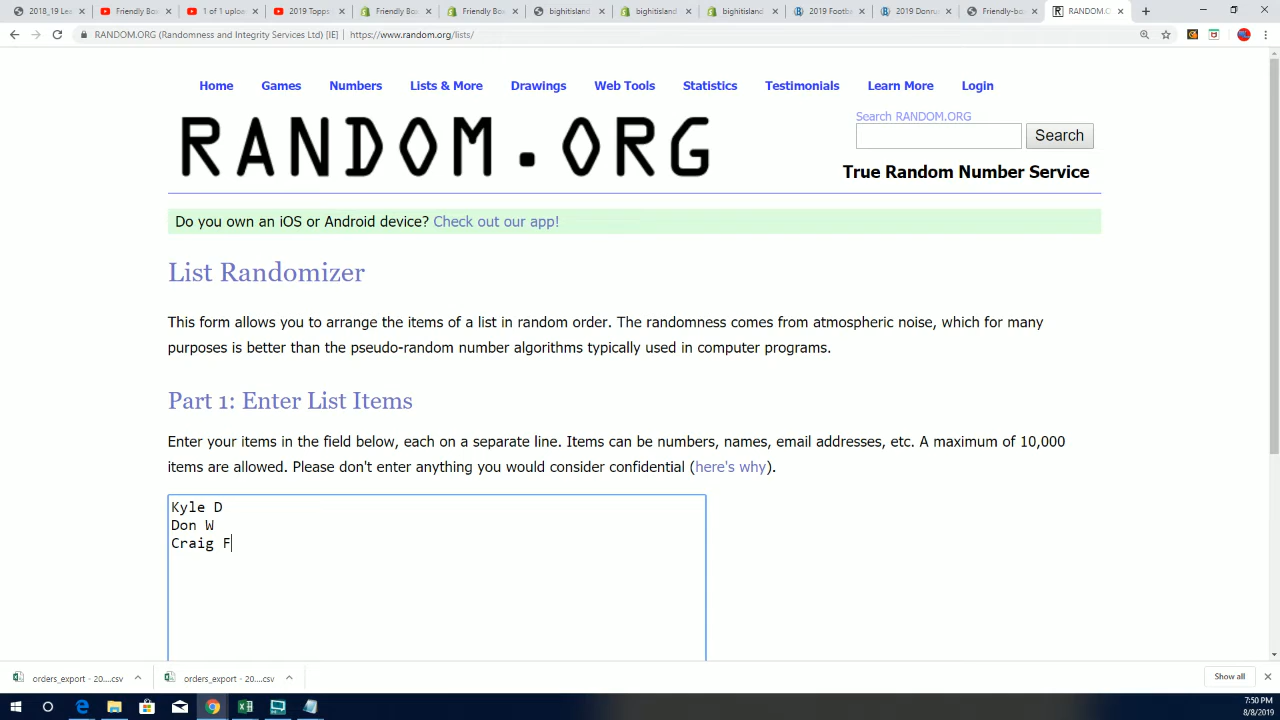 2018_19 Lea
Friendly Bo
1 of 1 uploa
2019 Topps
Friendly Bo
Friendly Bo
bighitisland
bighitisland
bighitisland
2019 Footb
2019 Donru
Friendly-bo
RANDOM.O
RANDOM.ORG (Randomness and Integrity Services Ltd) [IE] | https://www.random.org/lists/
Home Games Numbers Lists & More Drawings Web Tools Statistics Testimonials Learn More Login
RANDOM.ORG
Search RANDOM.ORG
Search
True Random Number Service
Do you own an iOS or Android device? Check out our app!
List Randomizer
This form allows you to arrange the items of a list in random order. The randomness comes from atmospheric noise, which for many
purposes is better than the pseudo-random number algorithms typically used in computer programs.
Part 1: Enter List Items
Enter your items in the field below, each on a separate line. Items can be numbers, names, email addresses, etc. A maximum of 10,000
items are allowed. Please don't enter anything you would consider confidential (here's why).
Kyle D
Don W
Craig F
orders_export - 20....csv
orders_export - 20....csv
Show all
7:50 PM
8/8/2019